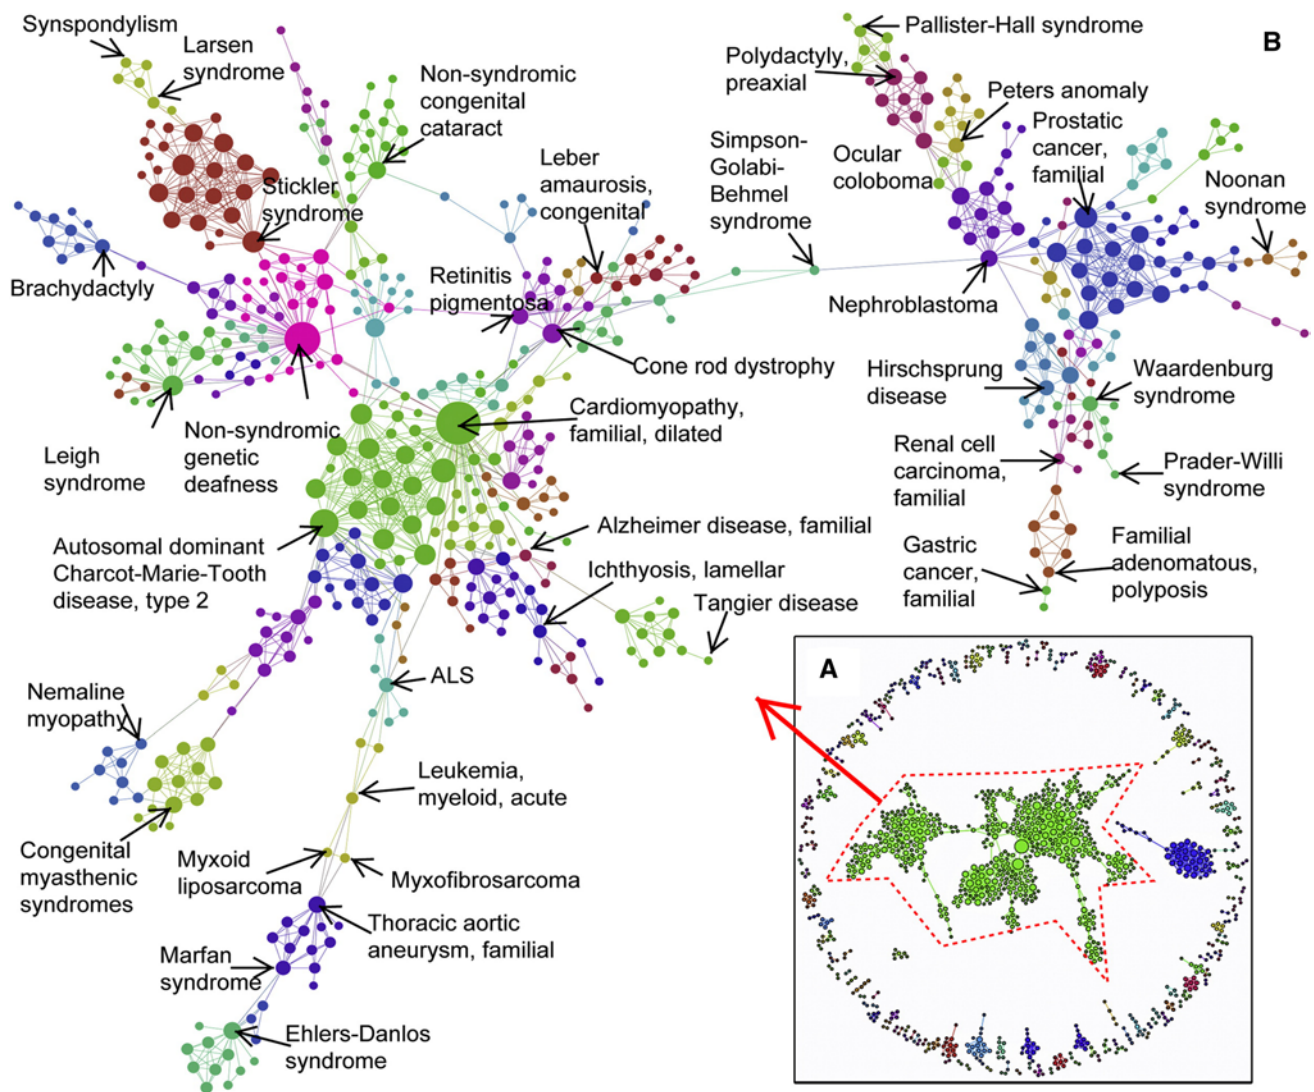 Synspondylism
Larsen
syndrome
Non-syndromic
congenital
cataract
Stickler
syndrome
Leber
amaurosis,
congenital
Brachydactyly
Retinitis
pigmentosa
Cone rod dystrophy
Cardiomyopathy,
familial, dilated
Leigh
syndrome
Non-syndromic
genetic
deafness
Autosomal dominant
Charcot-Marie-Tooth
disease, type 2
Alzheimer disease, familial
Ichthyosis, lamellar
Tangier disease
ALS
Nemaline
myopathy
Congenital
myasthenic
syndromes
Leukemia,
myeloid, acute
Myxoid
liposarcoma
Myxofibrosarcoma
Thoracic aortic
aneurysm, familial
Marfan
syndrome
Ehlers-Danlos
syndrome
B
Pallister-Hall syndrome
Polydactyly,
preaxial
Peters anomaly
Simpson-
Golabi-
Behmel
syndrome
Ocular
coloboma
Prostatic
cancer,
familial
Noonan
syndrome
Nephroblastoma
Hirschsprung
disease
Waardenburg
syndrome
Renal cell
carcinoma,
familial
Prader-Willi
syndrome
Gastric
cancer,
familial
Familial
adenomatous,
polyposis
A